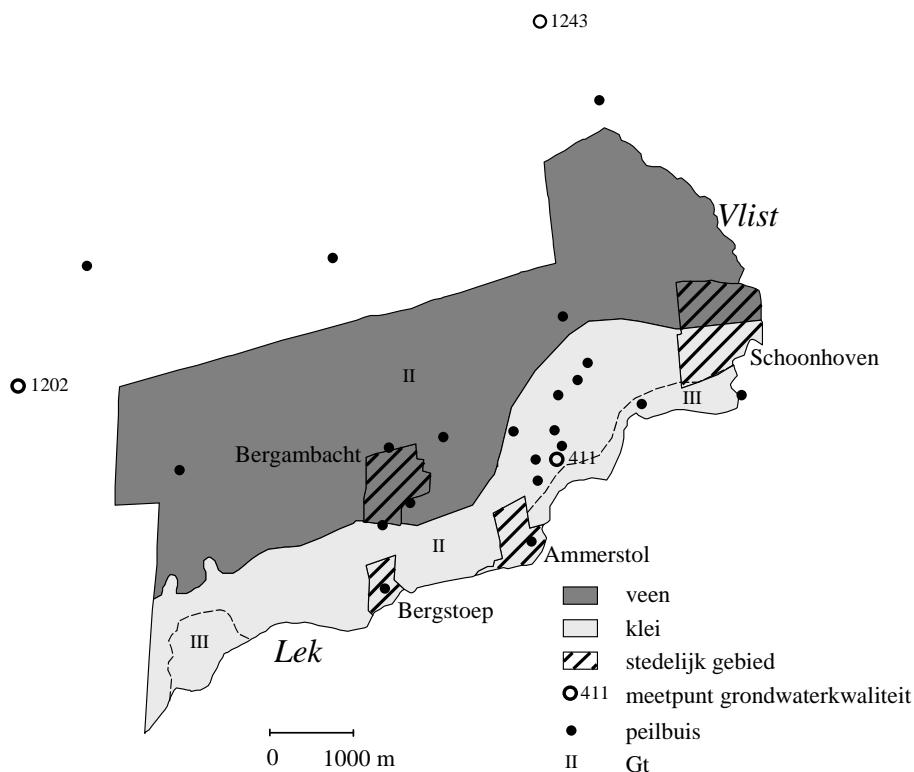 1243
Vlist
Schoonhoven
1202
II
III
Bergambacht
411
II
Ammerstol
Bergstoep
III
Lek
veen
klei
stedelijk gebied
411 meetpunt grondwaterkwaliteit
peilbuis
II Gt
0 1000 m